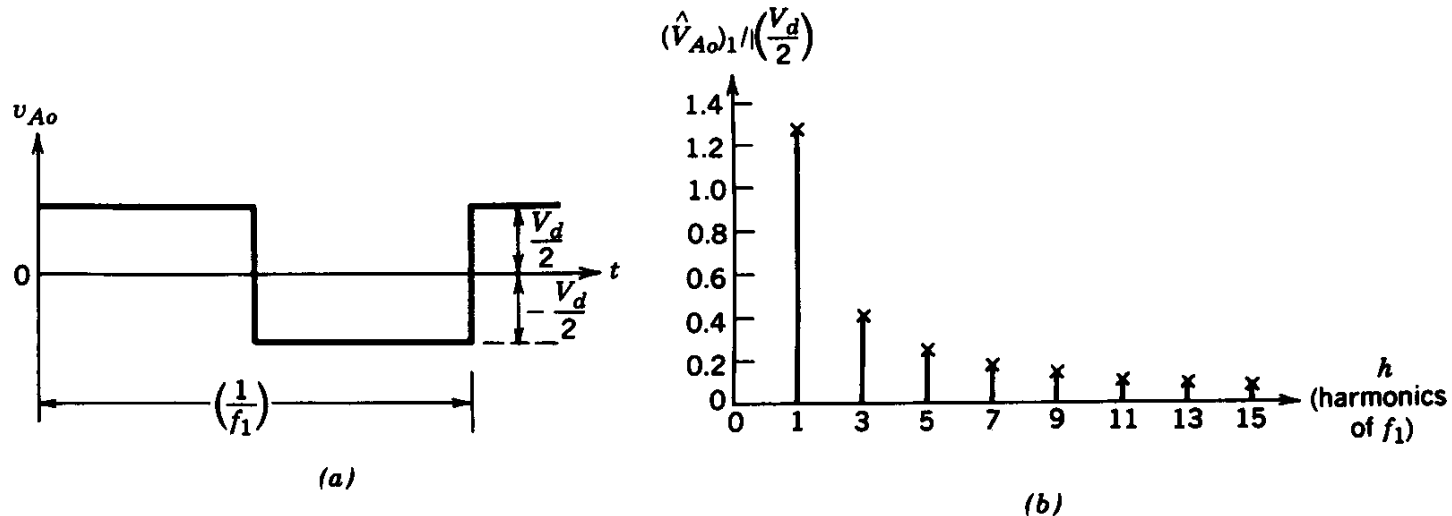 v_Ao
0
V_d/2
t
-V_d/2
(1/f_1)
(a)
(V̂_Ao)_1/|(V_d/2)
1.4
1.2
1.0
0.8
0.6
0.4
0.2
0
0 1 3 5 7 9 11 13 15
h
(harmonics
of f_1)
(b)